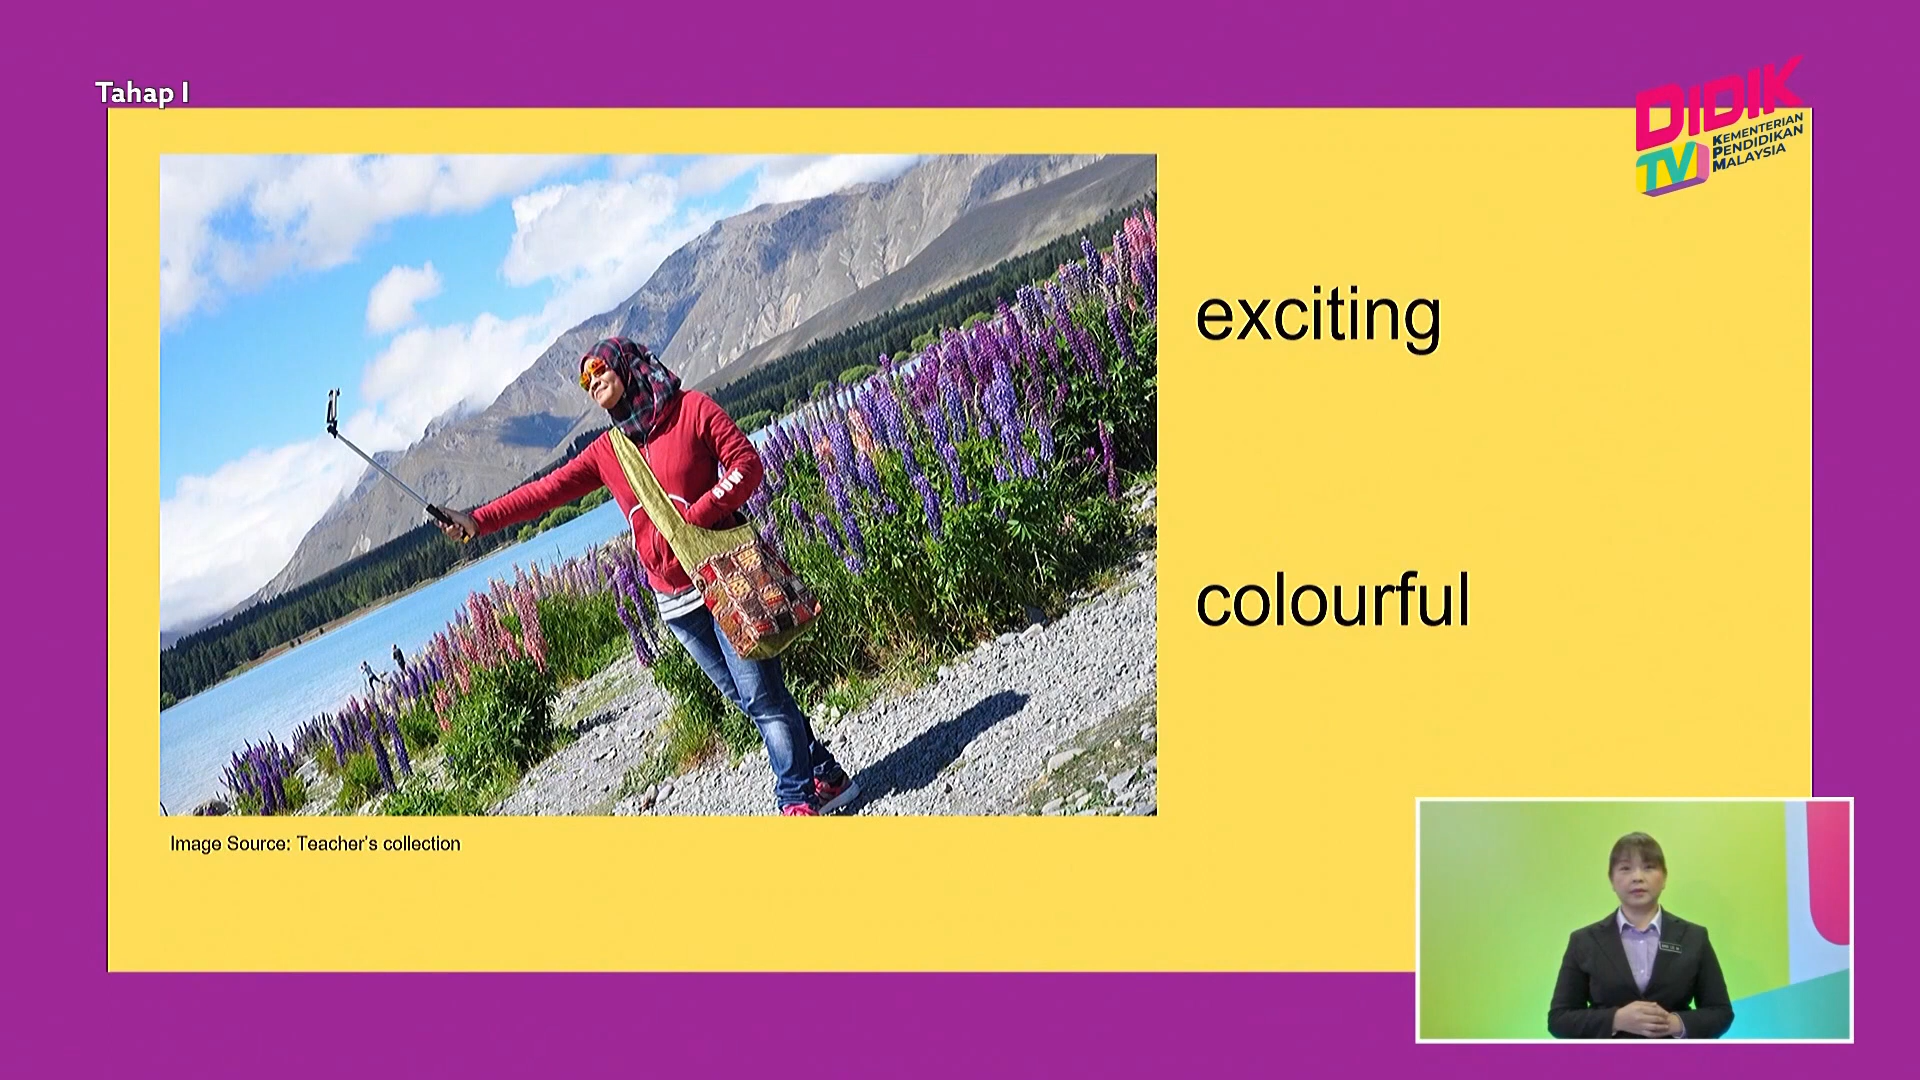 Tahap I
DIDIK
TV
KEMENTERIAN
PENDIDIKAN
MALAYSIA
exciting
colourful
Image Source: Teacher's collection